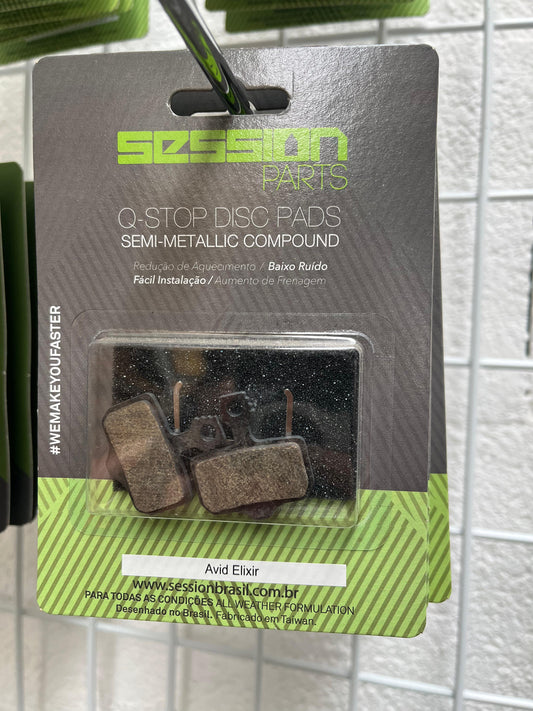 SESSION
PARTS
Q-STOP DISC PADS
SEMI-METALLIC COMPOUND
Redução de Aquecimento / Baixo Ruído
Fácil Instalação / Aumento de Frenagem
#WEMAKEYOUFASTER
Avid Elixir
www.sessionbrasil.com.br
PARA TODAS AS CONDIÇÕES ALL WEATHER FORMULATION
Desenhado no Brasil. Fabricado em Taiwan.